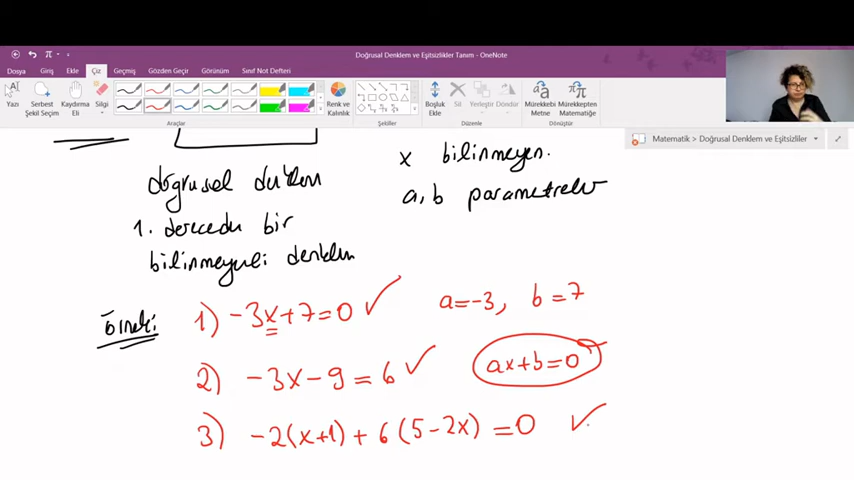 Doğrusal Denklem ve Eşitsizlikler Tanım - OneNote
Dosya Giriş Ekle Çiz Geçmiş Gözden Geçir Görünüm Sınıf Not Defteri
Yazı Serbest Şekil Seçim Kaydırma Eli Silgi Renk ve Kalınlık Boşluk Ekle Sil Yerleştir Döndür Mürekkebi Metne Mürekkepten Matematiğe
Araçlar Şekiller Dönüştür
Matematik > Doğrusal Denklem ve Eşitsizlikler
x bilinmeyen.
doğrusal denklem
a, b parametreler
1. dereceden bir
bilinmeyenli denklem
Örnek:
1) -3x+7=0 ✓ a=-3, b=7
2) -3x-9=6 ✓ ax+b=0
3) -2(x+1)+6(5-2x)=0 ✓